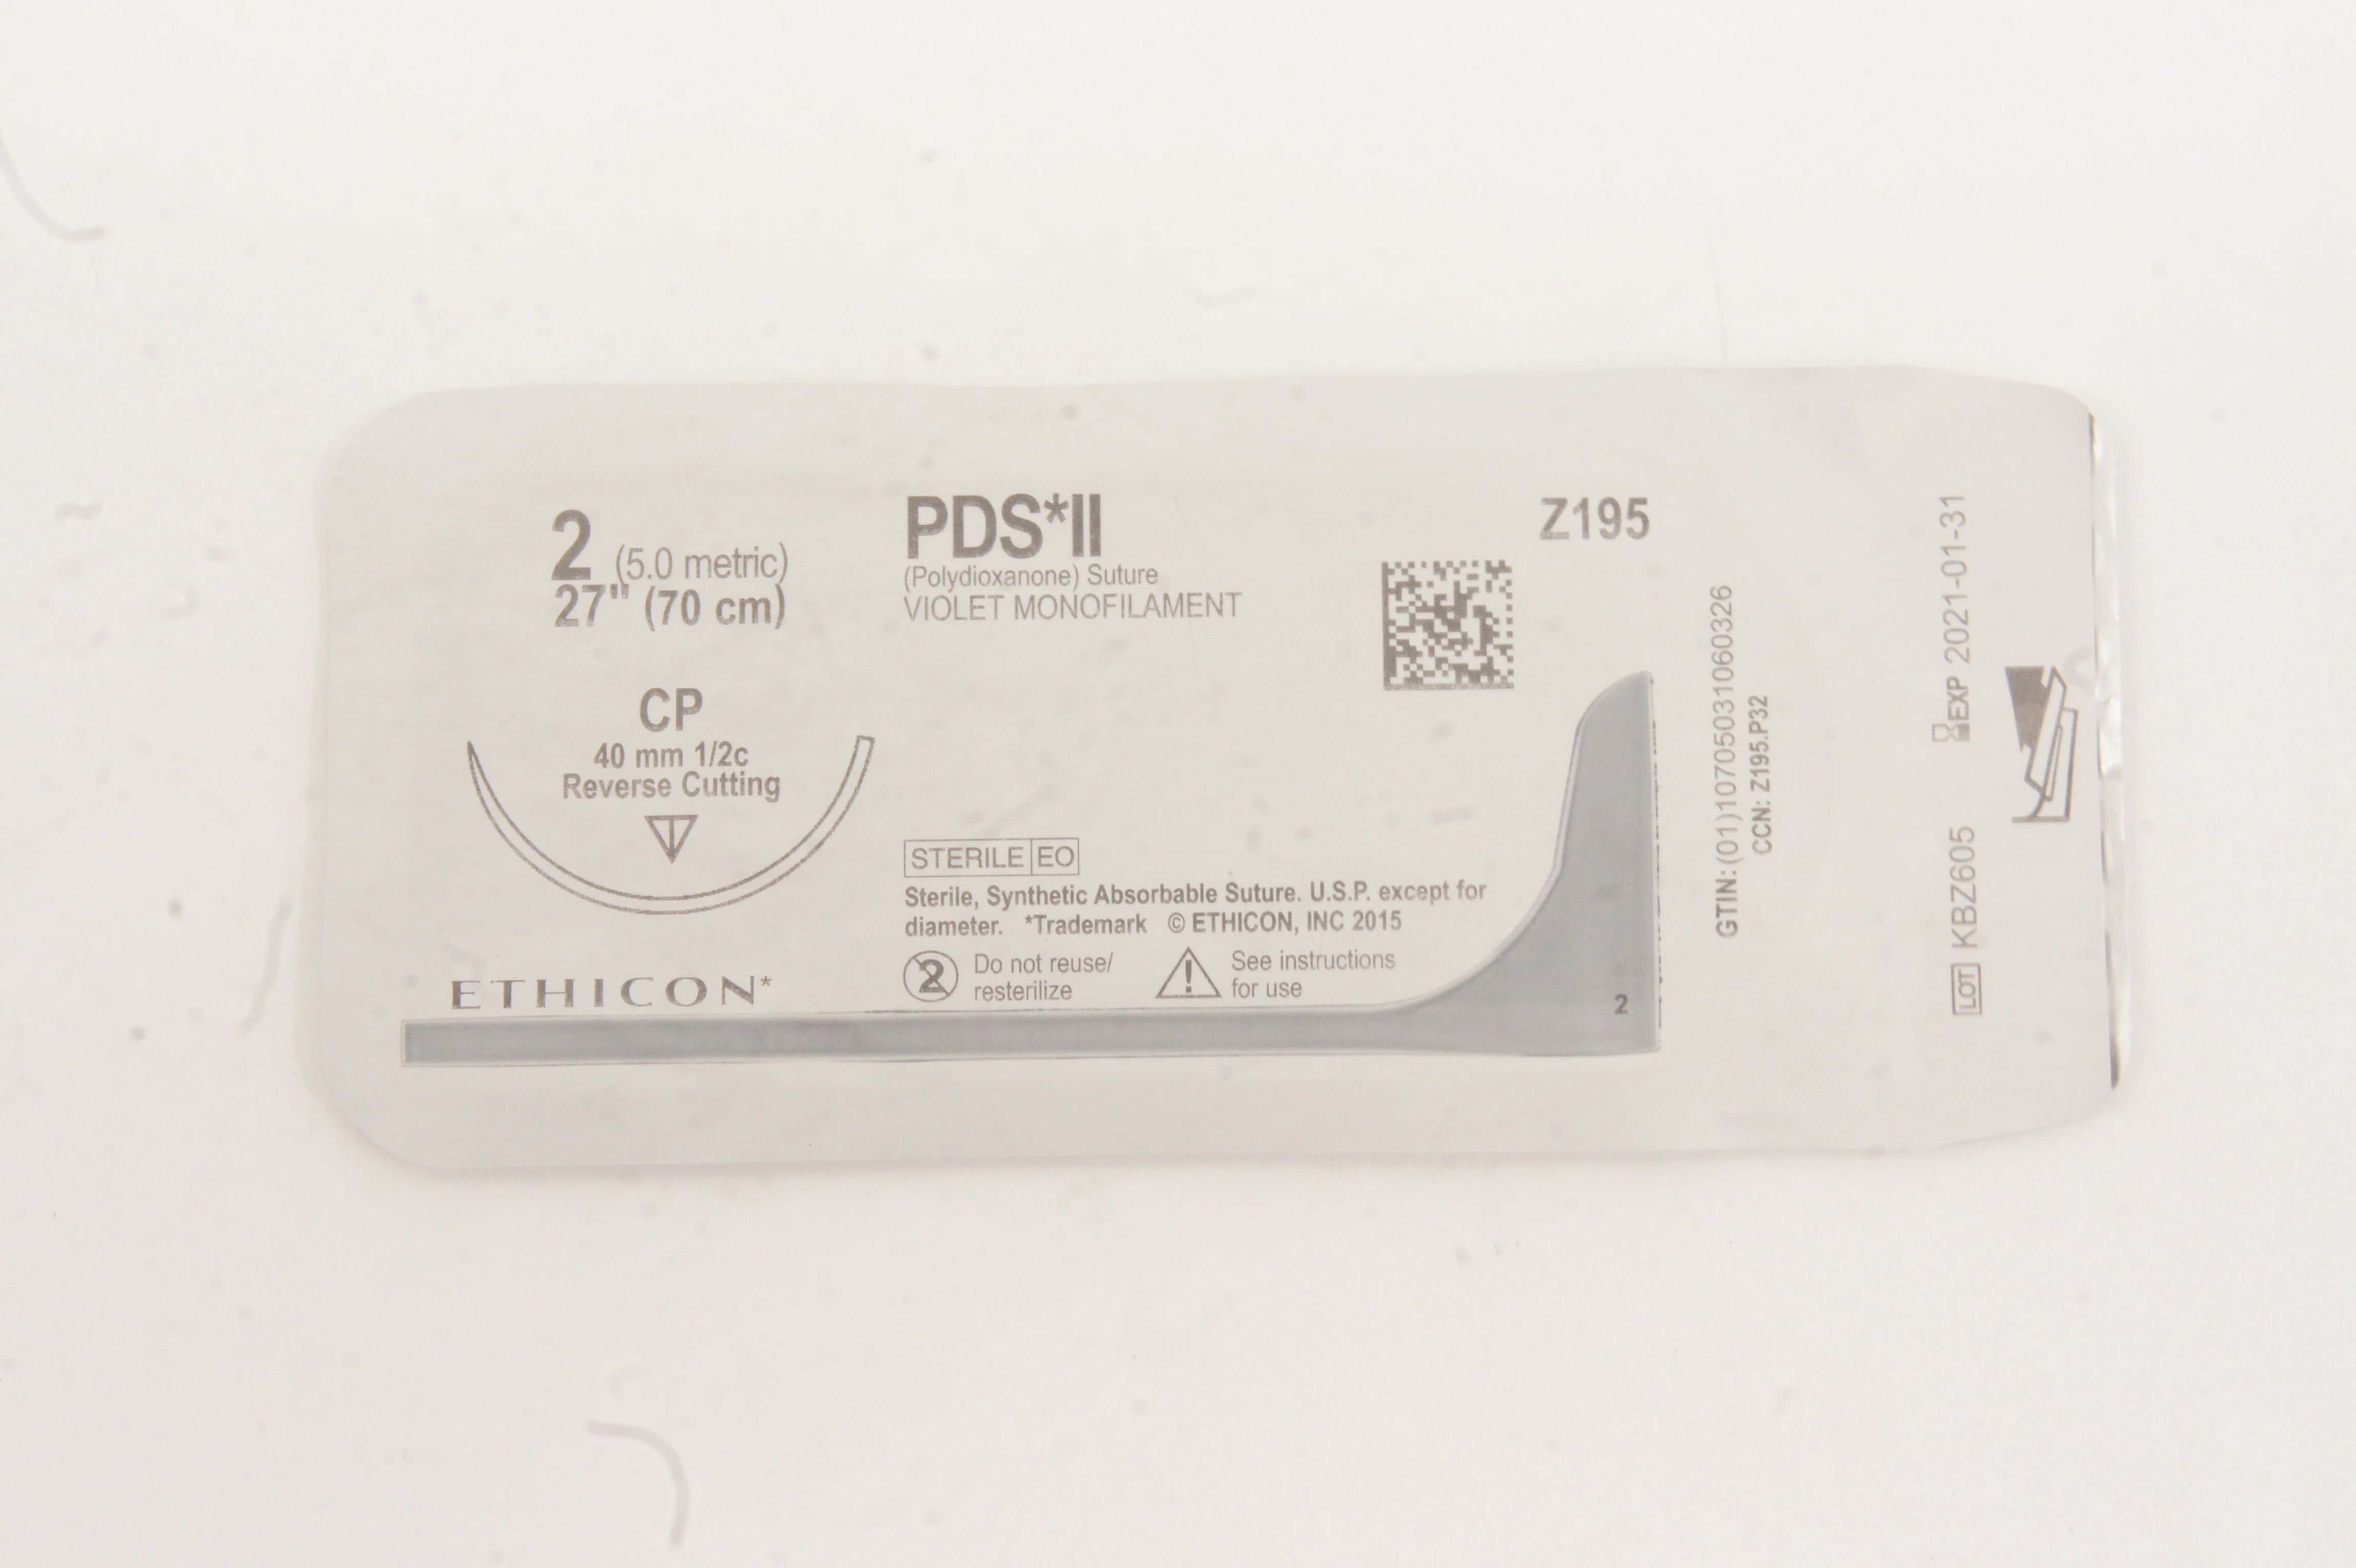 2 (5.0 metric)
27" (70 cm)
CP
40 mm 1/2c
Reverse Cutting
ETHICON*
PDS*II
(Polydioxanone) Suture
VIOLET MONOFILAMENT
STERILE EO
Sterile, Synthetic Absorbable Suture. U.S.P. except for
diameter. *Trademark © ETHICON, INC 2015
2 Do not reuse/
resterilize
! See instructions
for use
Z195
2
GTIN:(01)10705031060326
CCN: Z195.P32
EXP 2021-01-31
LOT KBZ605